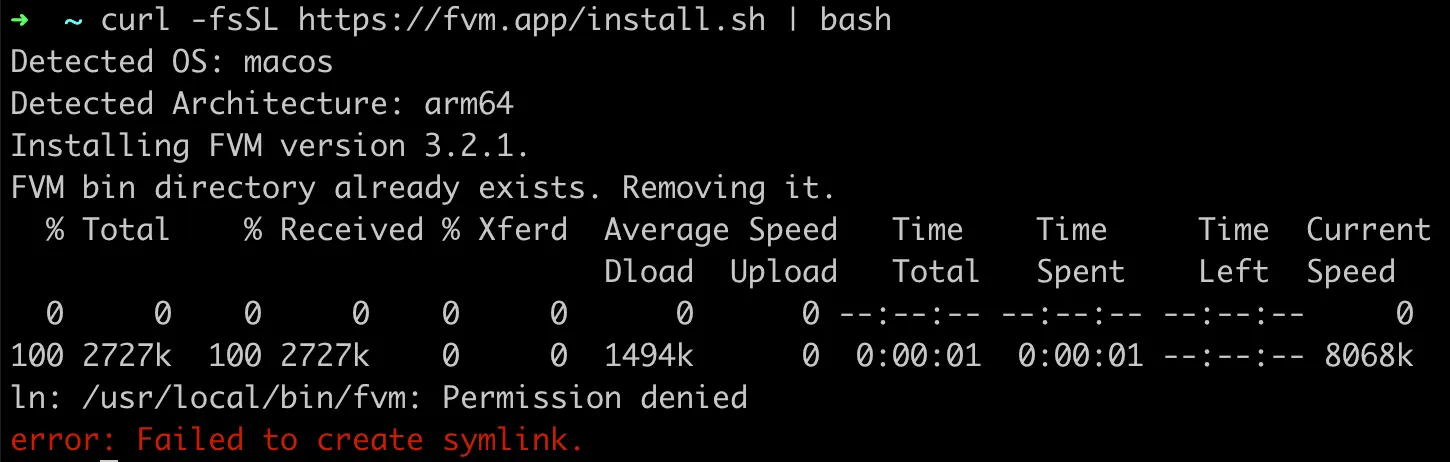 ➜  ~ curl -fsSL https://fvm.app/install.sh | bash
Detected OS: macos
Detected Architecture: arm64
Installing FVM version 3.2.1.
FVM bin directory already exists. Removing it.
  % Total    % Received % Xferd  Average Speed   Time    Time     Time  Current
                                 Dload  Upload   Total   Spent    Left  Speed
  0     0    0     0    0     0      0      0 --:--:-- --:--:-- --:--:--     0
100 2727k  100 2727k    0     0  1494k      0  0:00:01  0:00:01 --:--:-- 8068k
ln: /usr/local/bin/fvm: Permission denied
error: Failed to create symlink.